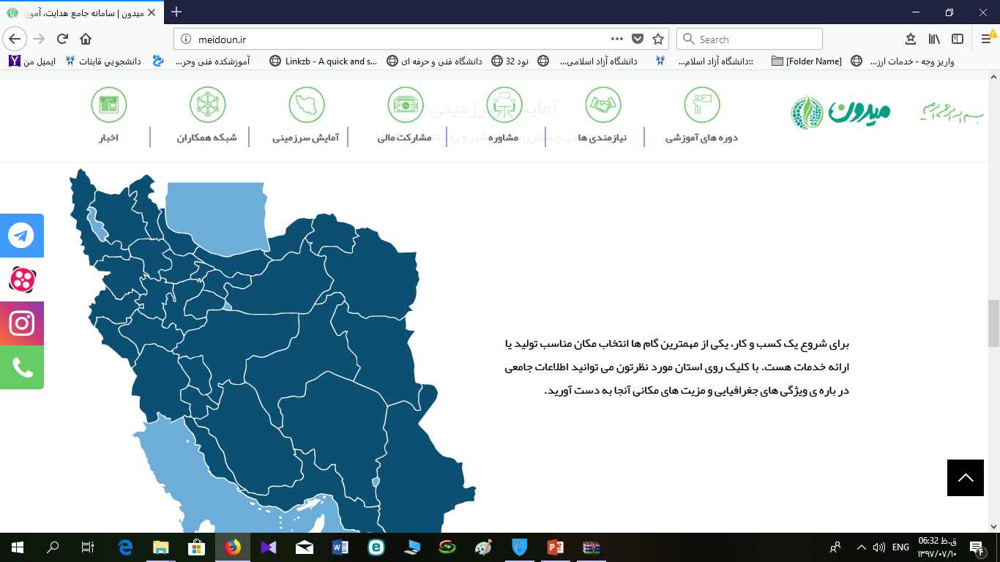 میدون | سامانه جامع هدایت، آموزش
meidoun.ir
Search
ایمیل من
دانشجویی قاینات
آموزشکده فنی وحر...
Linkzb - A quick and s...
دانشگاه فنی و حرفه ای
نود 32
دانشگاه آزاد اسلامی...
::دانشگاه آزاد اسلام...
[Folder Name]
واریز وجه - خدمات ارز...
میدون
دوره های آموزشی
نیازمندی ها
مشاوره
مشارکت مالی
آمایش سرزمینی
شبکه همکاران
اخبار
آمایش سرزمینی
برای شروع یک کسب و کار، یکی از مهمترین گام ها انتخاب مکان مناسب تولید یا
ارائه خدمات هست. با کلیک روی استان مورد نظرتون می توانید اطلاعات جامعی
در باره ی ویژگی های جغرافیایی و مزیت های مکانی آنجا به دست آورید.
ENG
06:32 ق.ظ
۱۳۹۷/۰۷/۱۰